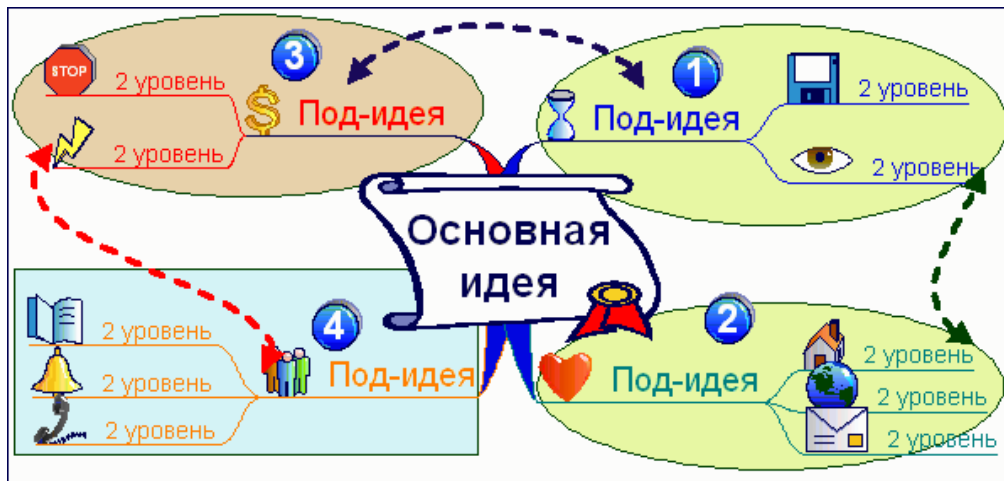 STOP
2 уровень
3
Под-идея
2 уровень
1
Под-идея
2 уровень
2 уровень
Основная
идея
4
2 уровень
Под-идея
2 уровень
2 уровень
2
Под-идея
2 уровень
2 уровень
2 уровень